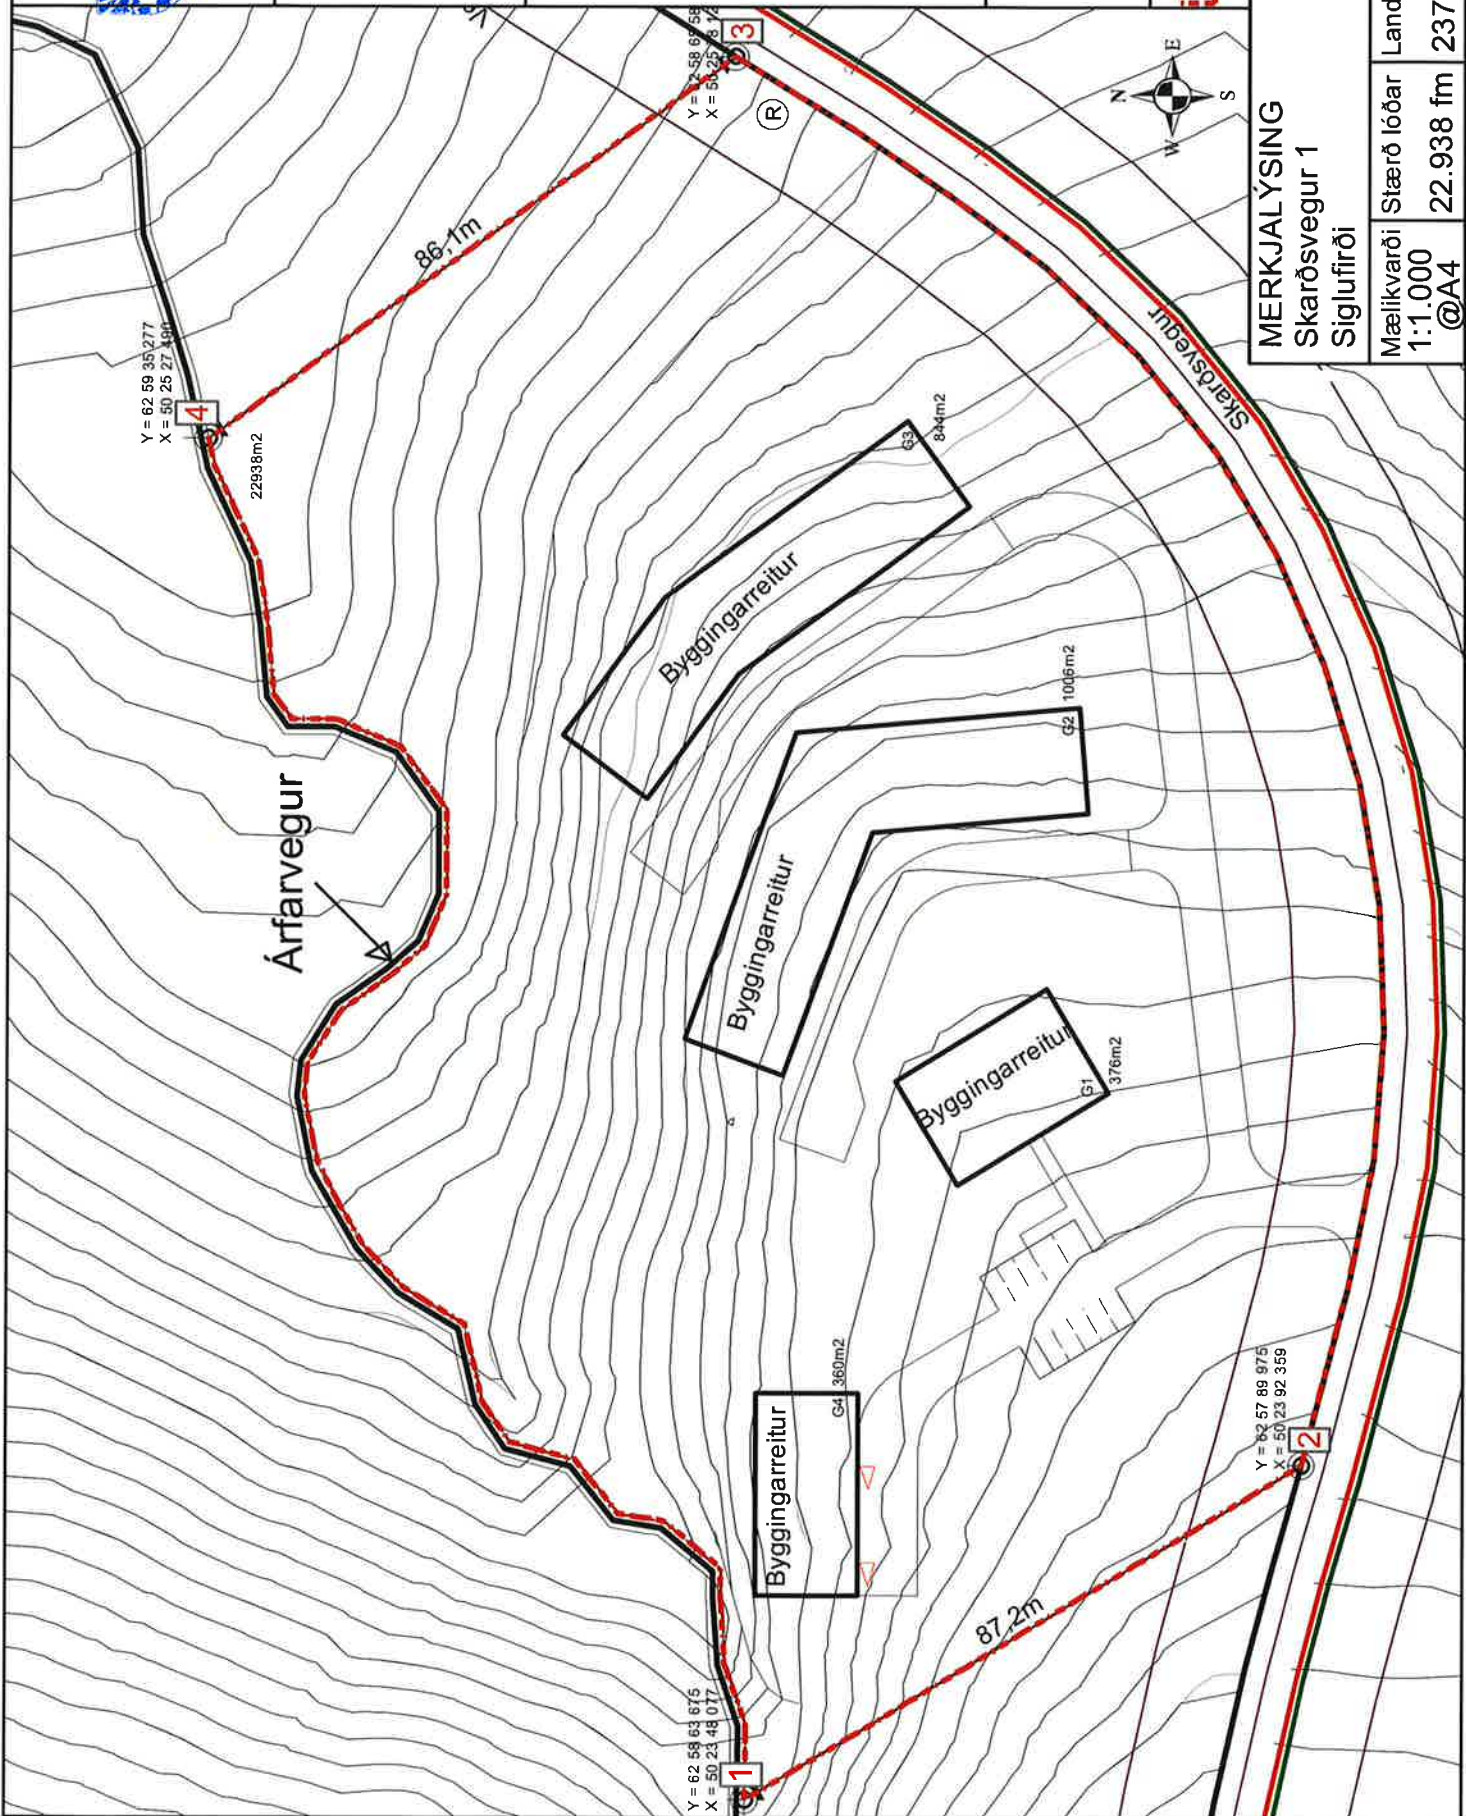 Y = 62 59 35 277
X = 50 25 27 490
4
22938m2
86,1m
3
R
N
E
S
W
Árfarvegur
Byggingarreitur
G3
844m2
Byggingarreitur
G2 1006m2
Byggingarreitur
G1
376m2
Byggingarreitur
G4 360m2
Skarðsvegur
Y = 62 58 63 675
X = 50 23 48 077
1
87,2m
Y = 62 57 89 975
X = 50 23 92 359
2
MERKJALÝSING
Skarðsvegur 1
Siglufirði
Mælikvarði
1:1.000
@A4
Stærð lóðar
22.938 fm
Land
237